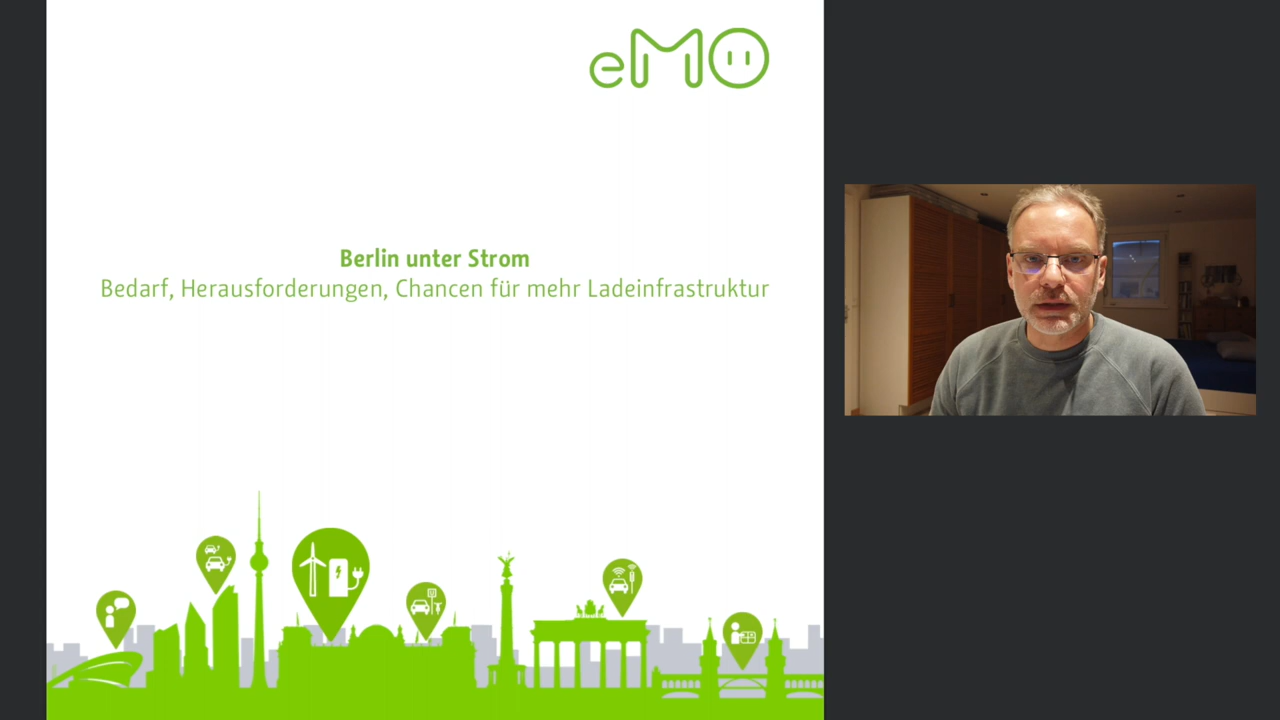 eMO
Berlin unter Strom
Bedarf, Herausforderungen, Chancen für mehr Ladeinfrastruktur